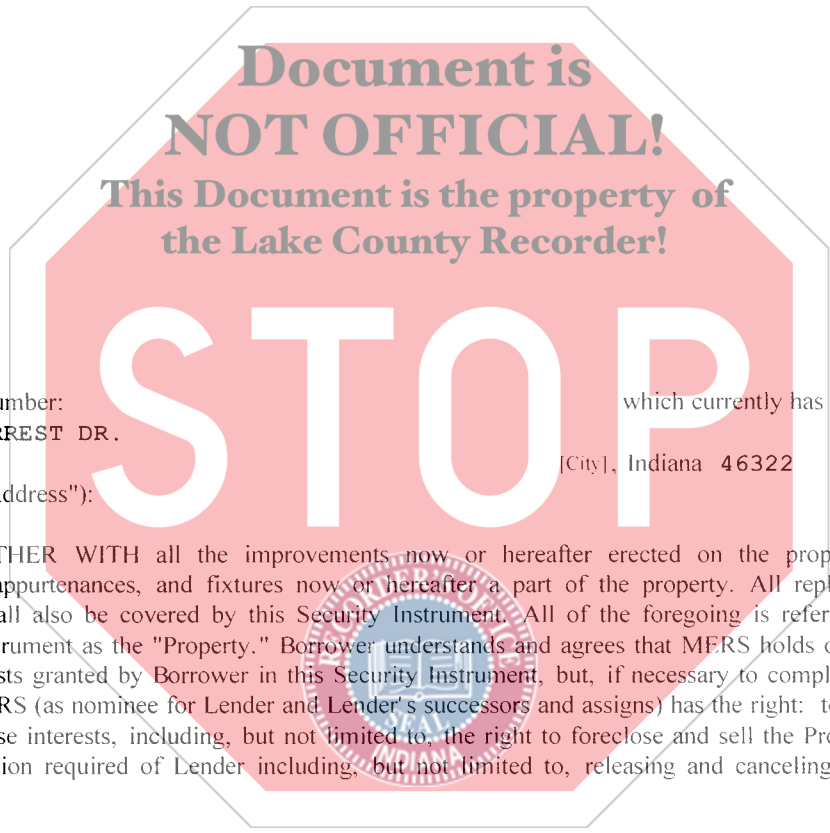 Document is
NOT OFFICIAL!
This Document is the property of
the Lake County Recorder!
STOP
umber: which currently has
RREST DR.
[City], Indiana 46322
address"):
THER WITH all the improvements now or hereafter erected on the prop
appurtenances, and fixtures now or hereafter a part of the property. All repl
all also be covered by this Security Instrument. All of the foregoing is refer
rument as the "Property." Borrower understands and agrees that MERS holds
sts granted by Borrower in this Security Instrument, but, if necessary to compl
RS (as nominee for Lender and Lender's successors and assigns) has the right: t
se interests, including, but not limited to, the right to foreclose and sell the Pro
ion required of Lender including, but not limited to, releasing and canceling
RECORDER'S OFFICE
SEAL
INDIANA